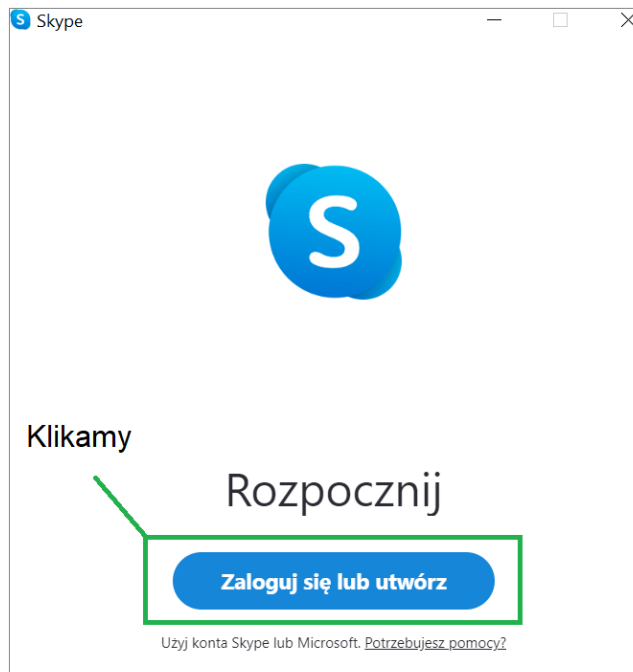 S Skype
S
Klikamy
Rozpocznij
Zaloguj się lub utwórz
Użyj konta Skype lub Microsoft. Potrzebujesz pomocy?